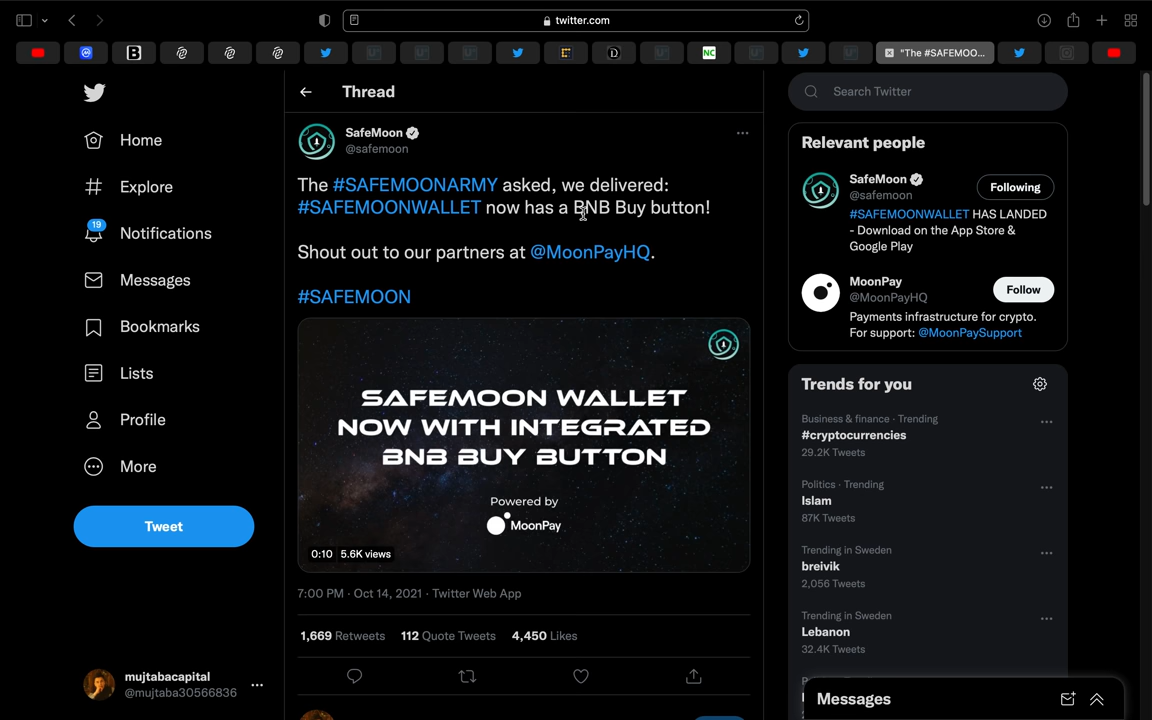 twitter.com
"The #SAFEMOO...
Thread
Search Twitter
SafeMoon
@safemoon
The #SAFEMOONARMY asked, we delivered:
#SAFEMOONWALLET now has a BNB Buy button!
Shout out to our partners at @MoonPayHQ.
#SAFEMOON
SAFEMOON WALLET
NOW WITH INTEGRATED
BNB BUY BUTTON
Powered by
MoonPay
0:10 5.6K views
7:00 PM · Oct 14, 2021 · Twitter Web App
1,669 Retweets 112 Quote Tweets 4,450 Likes
Home
Explore
19
Notifications
Messages
Bookmarks
Lists
Profile
More
Tweet
mujtabacapital
@mujtaba30566836
Relevant people
SafeMoon
@safemoon
Following
#SAFEMOONWALLET HAS LANDED
- Download on the App Store &
Google Play
MoonPay
@MoonPayHQ
Follow
Payments infrastructure for crypto.
For support: @MoonPaySupport
Trends for you
Business & finance · Trending
#cryptocurrencies
29.2K Tweets
Politics · Trending
Islam
87K Tweets
Trending in Sweden
breivik
2,056 Tweets
Trending in Sweden
Lebanon
32.4K Tweets
Messages